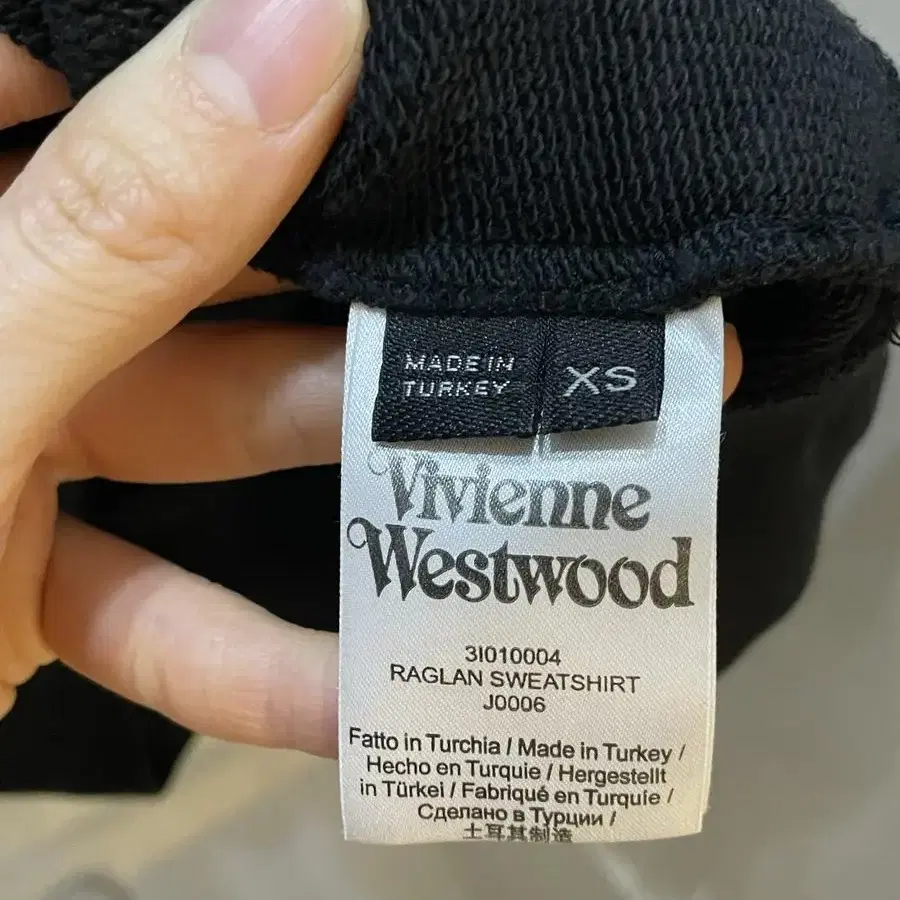 MADE IN
TURKEY
XS
Vivienne
Westwood
3I010004
RAGLAN SWEATSHIRT
J0006
Fatto in Turchia / Made in Turkey /
Hecho en Turquie / Hergestellt
in Türkei / Fabriqué en Turquie /
Сделано в Турции /
土耳其制造